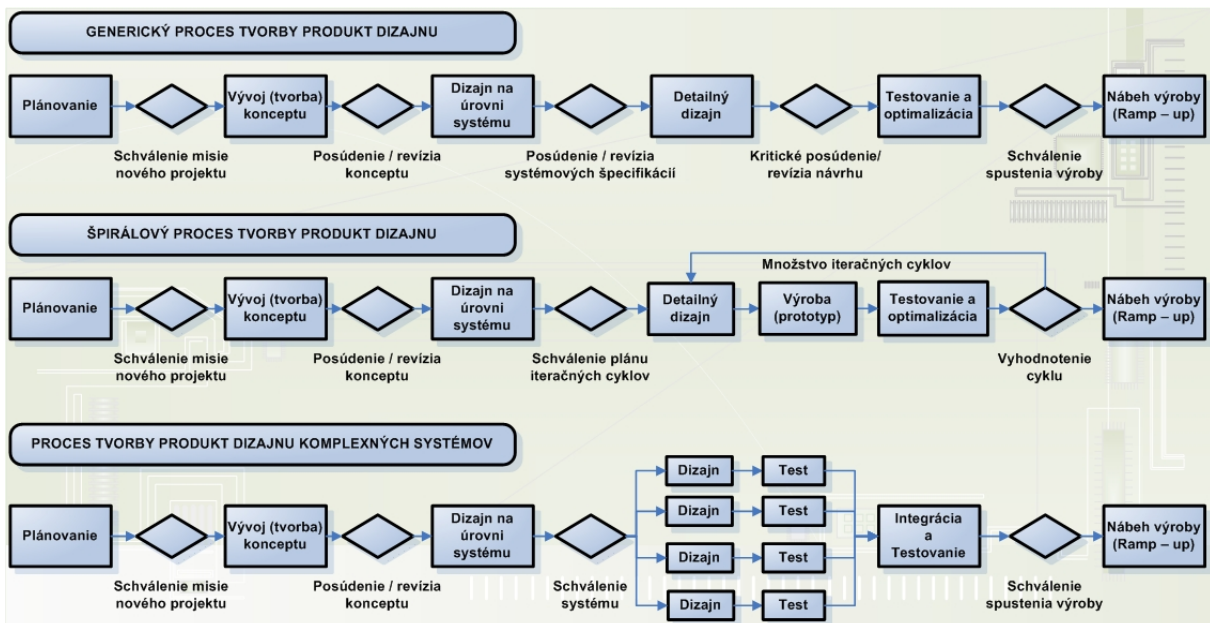 GENERICKÝ PROCES TVORBY PRODUKT DIZAJNU
Plánovanie
Schválenie misie
nového projektu
Vývoj (tvorba)
konceptu
Posúdenie / revízia
konceptu
Dizajn na
úrovni
systému
Posúdenie / revízia
systémových špecifikácií
Detailný
dizajn
Kritické posúdenie/
revízia návrhu
Testovanie a
optimalizácia
Schválenie
spustenia výroby
Nábeh výroby
(Ramp – up)
ŠPIRÁLOVÝ PROCES TVORBY PRODUKT DIZAJNU
Množstvo iteračných cyklov
Plánovanie
Schválenie misie
nového projektu
Vývoj (tvorba)
konceptu
Posúdenie / revízia
konceptu
Dizajn na
úrovni
systému
Schválenie plánu
iteračných cyklov
Detailný
dizajn
Výroba
(prototyp)
Testovanie a
optimalizácia
Vyhodnotenie
cyklu
Nábeh výroby
(Ramp – up)
PROCES TVORBY PRODUKT DIZAJNU KOMPLEXNÝCH SYSTÉMOV
Plánovanie
Schválenie misie
nového projektu
Vývoj (tvorba)
konceptu
Posúdenie / revízia
konceptu
Dizajn na
úrovni
systému
Schválenie
systému
Dizajn
Test
Dizajn
Test
Dizajn
Test
Dizajn
Test
Integrácia
a
Testovanie
Schválenie
spustenia výroby
Nábeh výroby
(Ramp – up)